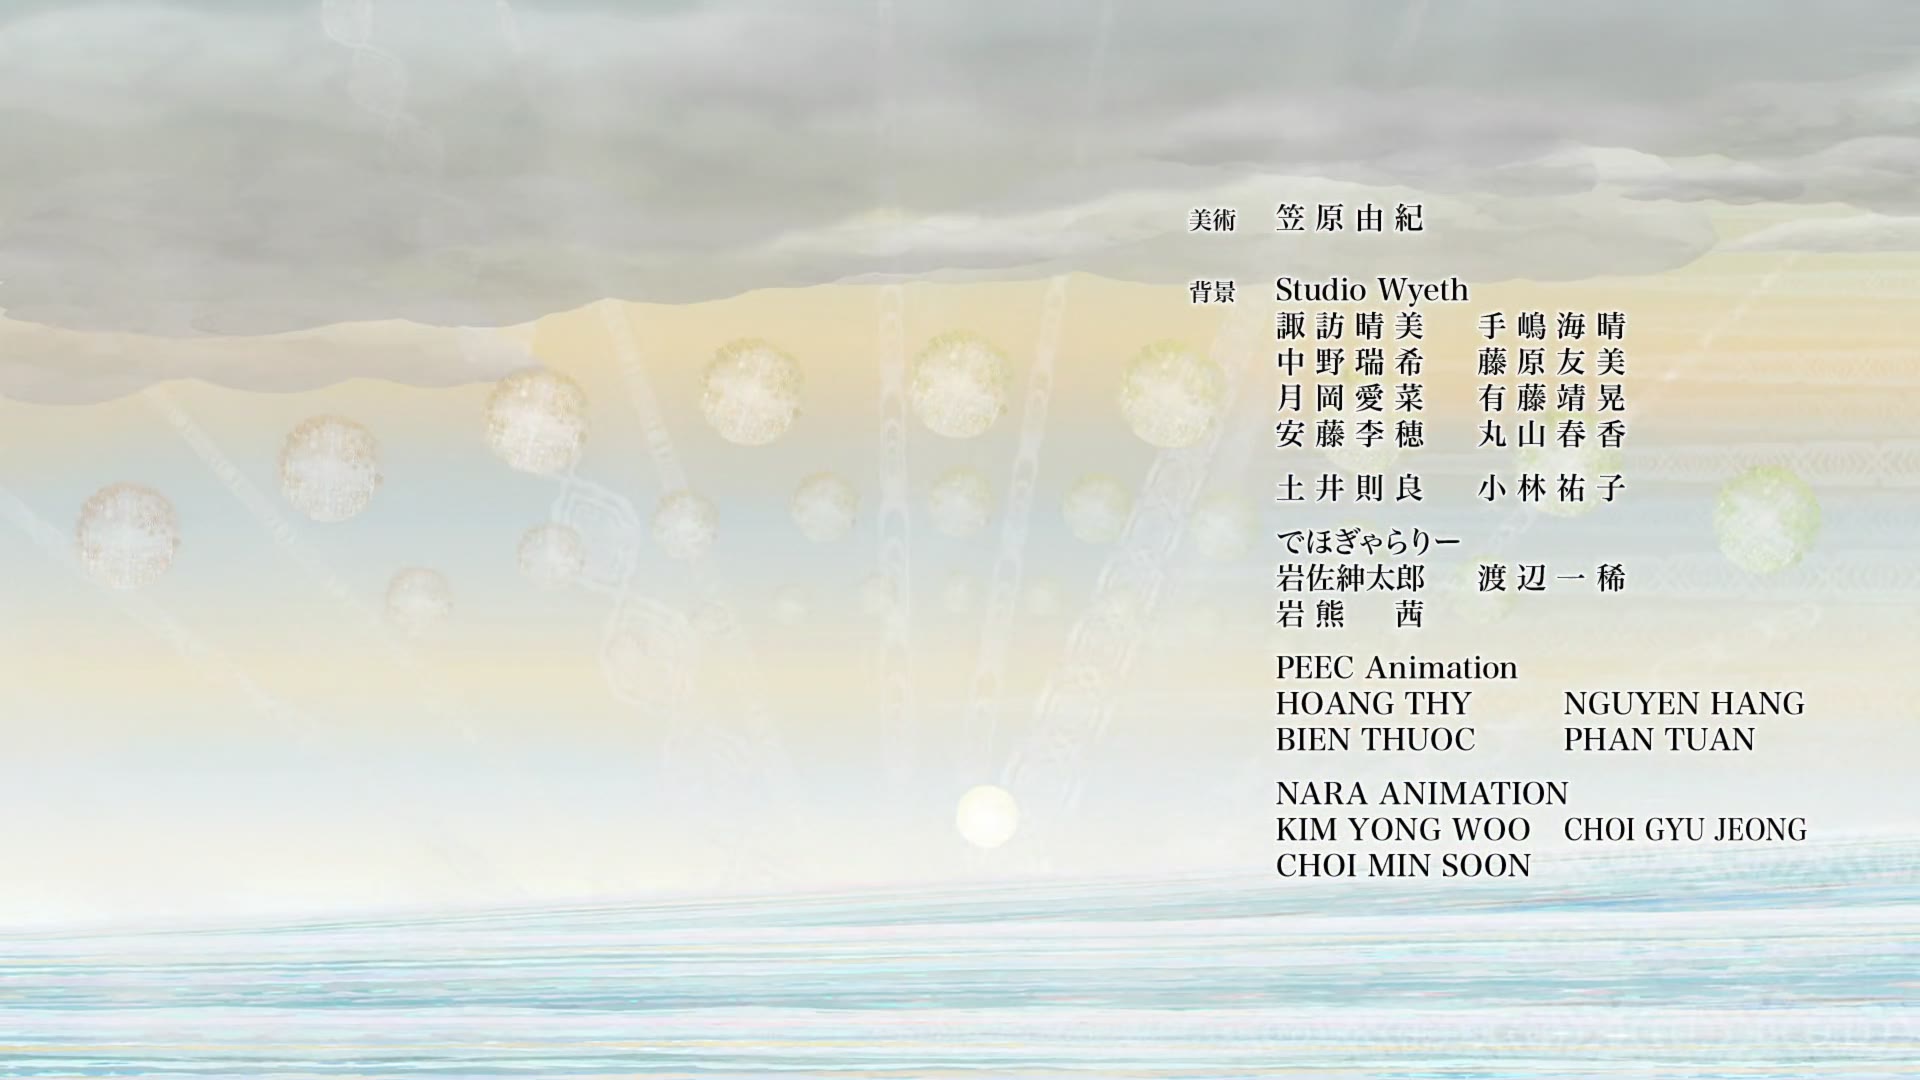 美術 笠原由紀
背景 Studio Wyeth
諏訪晴美 手嶋海晴
中野瑞希 藤原友美
月岡愛菜 有藤靖晃
安藤李穂 丸山春香
土井則良 小林祐子
でほぎゃらりー
岩佐紳太郎 渡辺一稀
岩熊 茜
PEEC Animation
HOANG THY NGUYEN HANG
BIEN THUOC PHAN TUAN
NARA ANIMATION
KIM YONG WOO CHOI GYU JEONG
CHOI MIN SOON